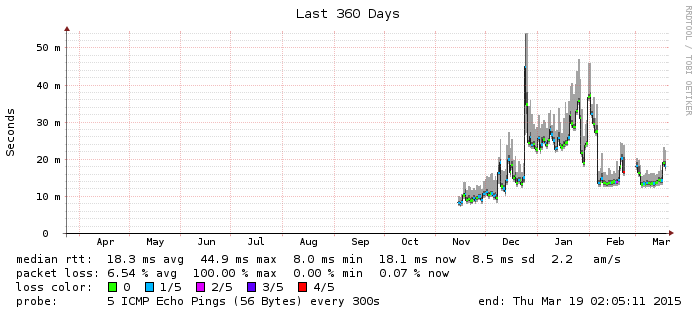 Last 360 Days
RRDTOOL / TOBI OETIKER
Seconds
50 m
40 m
30 m
20 m
10 m
0
Apr May Jun Jul Aug Sep Oct Nov Dec Jan Feb Mar
median rtt: 18.3 ms avg 44.9 ms max 8.0 ms min 18.1 ms now 8.5 ms sd 2.2 am/s
packet loss: 6.54 % avg 100.00 % max 0.00 % min 0.07 % now
loss color: 0 1/5 2/5 3/5 4/5
probe: 5 ICMP Echo Pings (56 Bytes) every 300s end: Thu Mar 19 02:05:11 2015